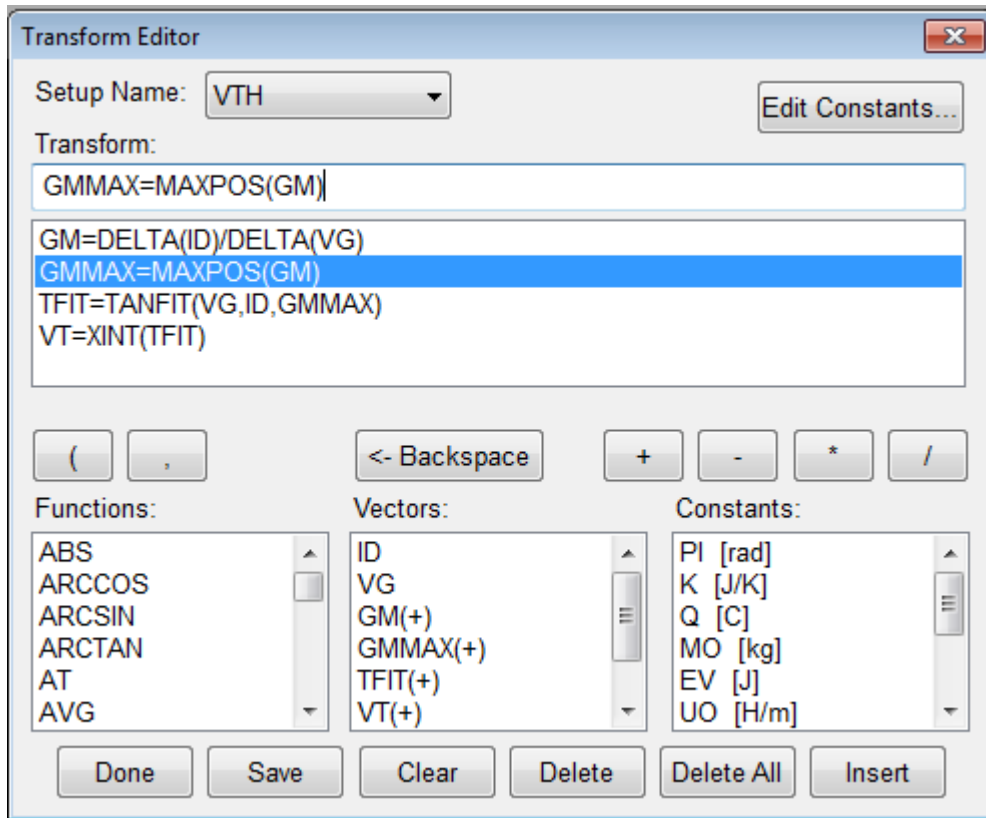 Transform Editor
Setup Name: VTH Edit Constants...
Transform:
GMMAX=MAXPOS(GM)
GM=DELTA(ID)/DELTA(VG)
GMMAX=MAXPOS(GM)
TFIT=TANFIT(VG,ID,GMMAX)
VT=XINT(TFIT)
( , <- Backspace + - * /
Functions: Vectors: Constants:
ABS ID PI [rad]
ARCCOS VG K [J/K]
ARCSIN GM(+) Q [C]
ARCTAN GMMAX(+) MO [kg]
AT TFIT(+) EV [J]
AVG VT(+) UO [H/m]
Done Save Clear Delete Delete All Insert